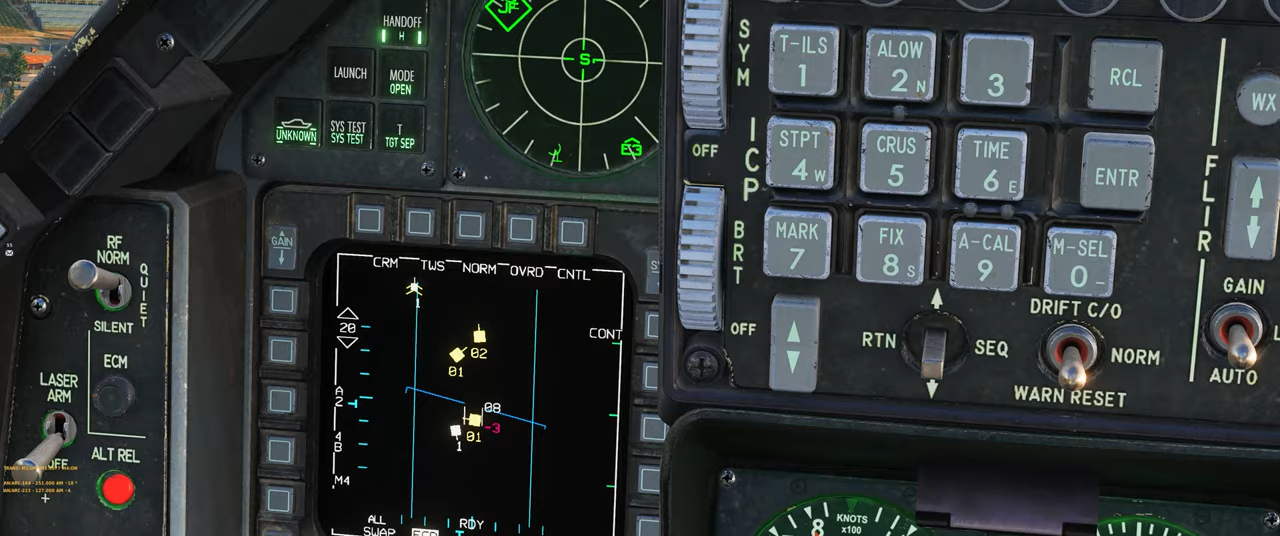 HANDOFF
H
LAUNCH
MODE
OPEN
UNKNOWN
SYS TEST
SYS TEST
T
TGT SEP
S
RF
NORM
QUIET
SILENT
ECM
LASER
ARM
OFF
ALT REL
GAIN
CRM TWS NORM OVRD CNTL
20
CONT
02
01
A
2
08
-3
01
1
4
B
M4
ALL
RDY
SWAP
SYM
OFF
ICP
BRT
OFF
T-ILS
1
ALOW
2 N
3
RCL
STPT
4 W
CRUS
5
TIME
6 E
ENTR
MARK
7
FIX
8 S
A-CAL
9
M-SEL
0 -
RTN
SEQ
DRIFT C/O
NORM
WARN RESET
WX
FLIR
GAIN
AUTO
8
KNOTS
x100